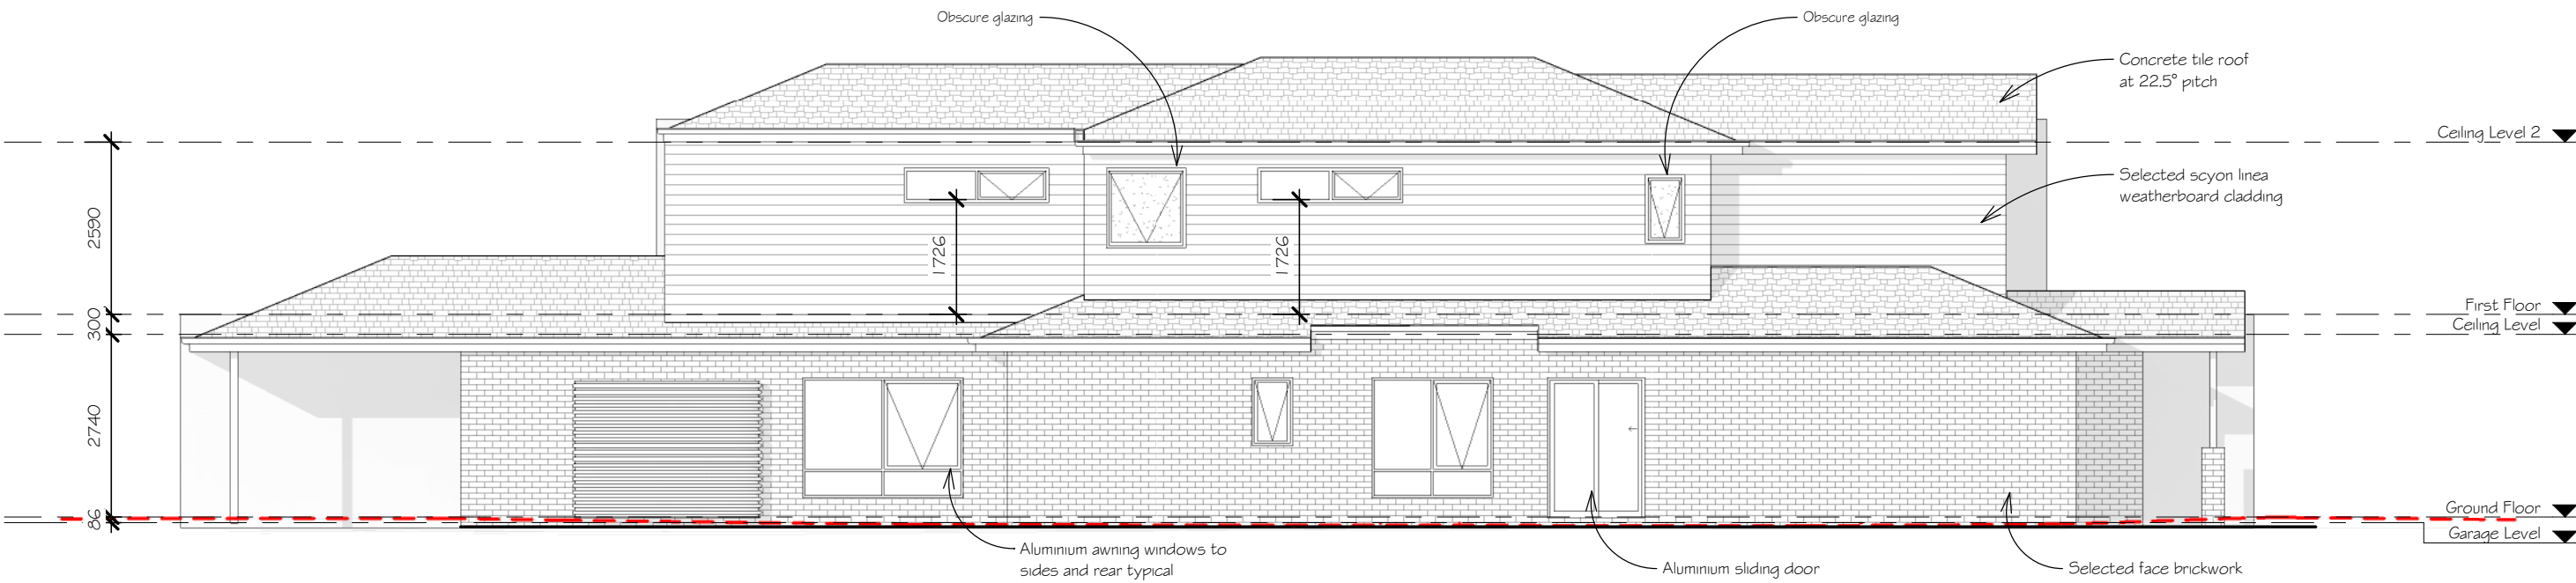 Obscure glazing
Obscure glazing
Concrete tile roof
at 22.5° pitch
Ceiling Level 2
Selected scyon linea
weatherboard cladding
2590
1726
1726
First Floor
300
Ceiling Level
2740
86
Ground Floor
Garage Level
Aluminium awning windows to
sides and rear typical
Aluminium sliding door
Selected face brickwork